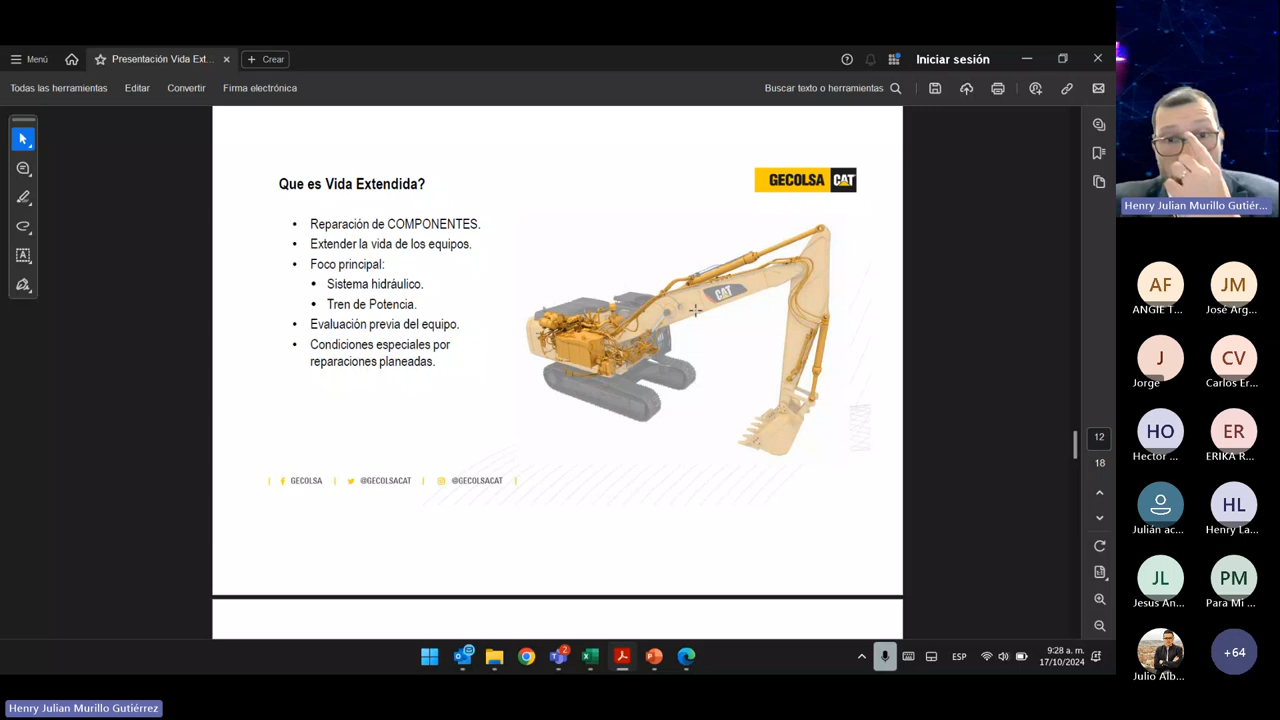 Menú
Presentación Vida Ext...
Crear
Iniciar sesión
Todas las herramientas
Editar
Convertir
Firma electrónica
Buscar texto o herramientas
Que es Vida Extendida?
GECOLSA CAT
• Reparación de COMPONENTES.
• Extender la vida de los equipos.
• Foco principal:
• Sistema hidráulico.
• Tren de Potencia.
• Evaluación previa del equipo.
• Condiciones especiales por
reparaciones planeadas.
CAT
| GECOLSA | @GECOLSACAT | @GECOLSACAT |
12
18
2
ESP
9:28 a. m.
17/10/2024
Henry Julian Murillo Gutiér...
AF
ANGIE T...
JM
José Arg...
J
Jorge
CV
Carlos Er...
HO
Hector ...
ER
ERIKA R...
Julián ac...
HL
Henry La...
JL
Jesus An...
PM
Para Mi ...
Julio Alb...
+64
Henry Julian Murillo Gutiérrez